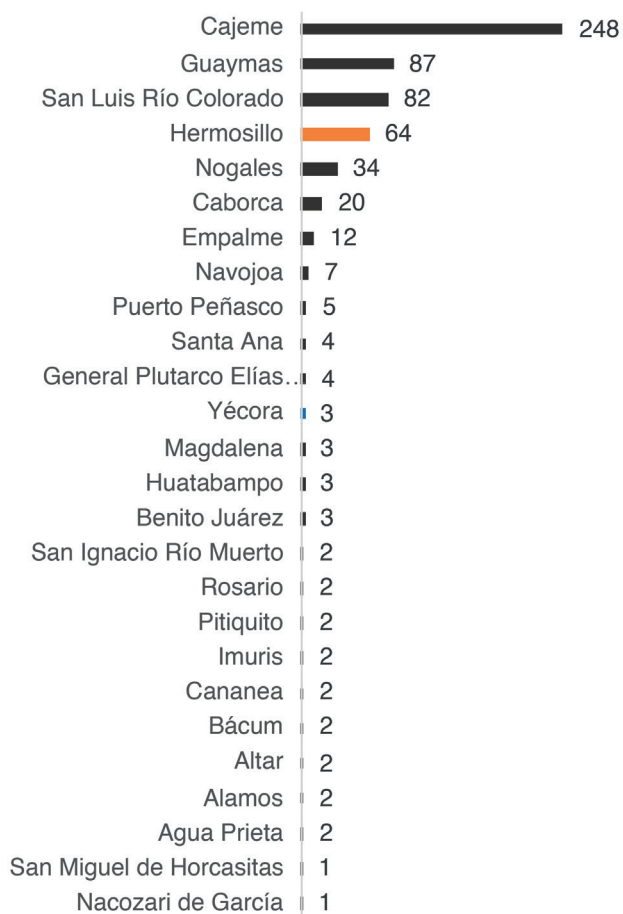 Cajeme 248
Guaymas 87
San Luis Río Colorado 82
Hermosillo 64
Nogales 34
Caborca 20
Empalme 12
Navojoa 7
Puerto Peñasco 5
Santa Ana 4
General Plutarco Elías.. 4
Yécora 3
Magdalena 3
Huatabampo 3
Benito Juárez 3
San Ignacio Río Muerto 2
Rosario 2
Pitiquito 2
Imuris 2
Cananea 2
Bácum 2
Altar 2
Alamos 2
Agua Prieta 2
San Miguel de Horcasitas 1
Nacozari de García 1